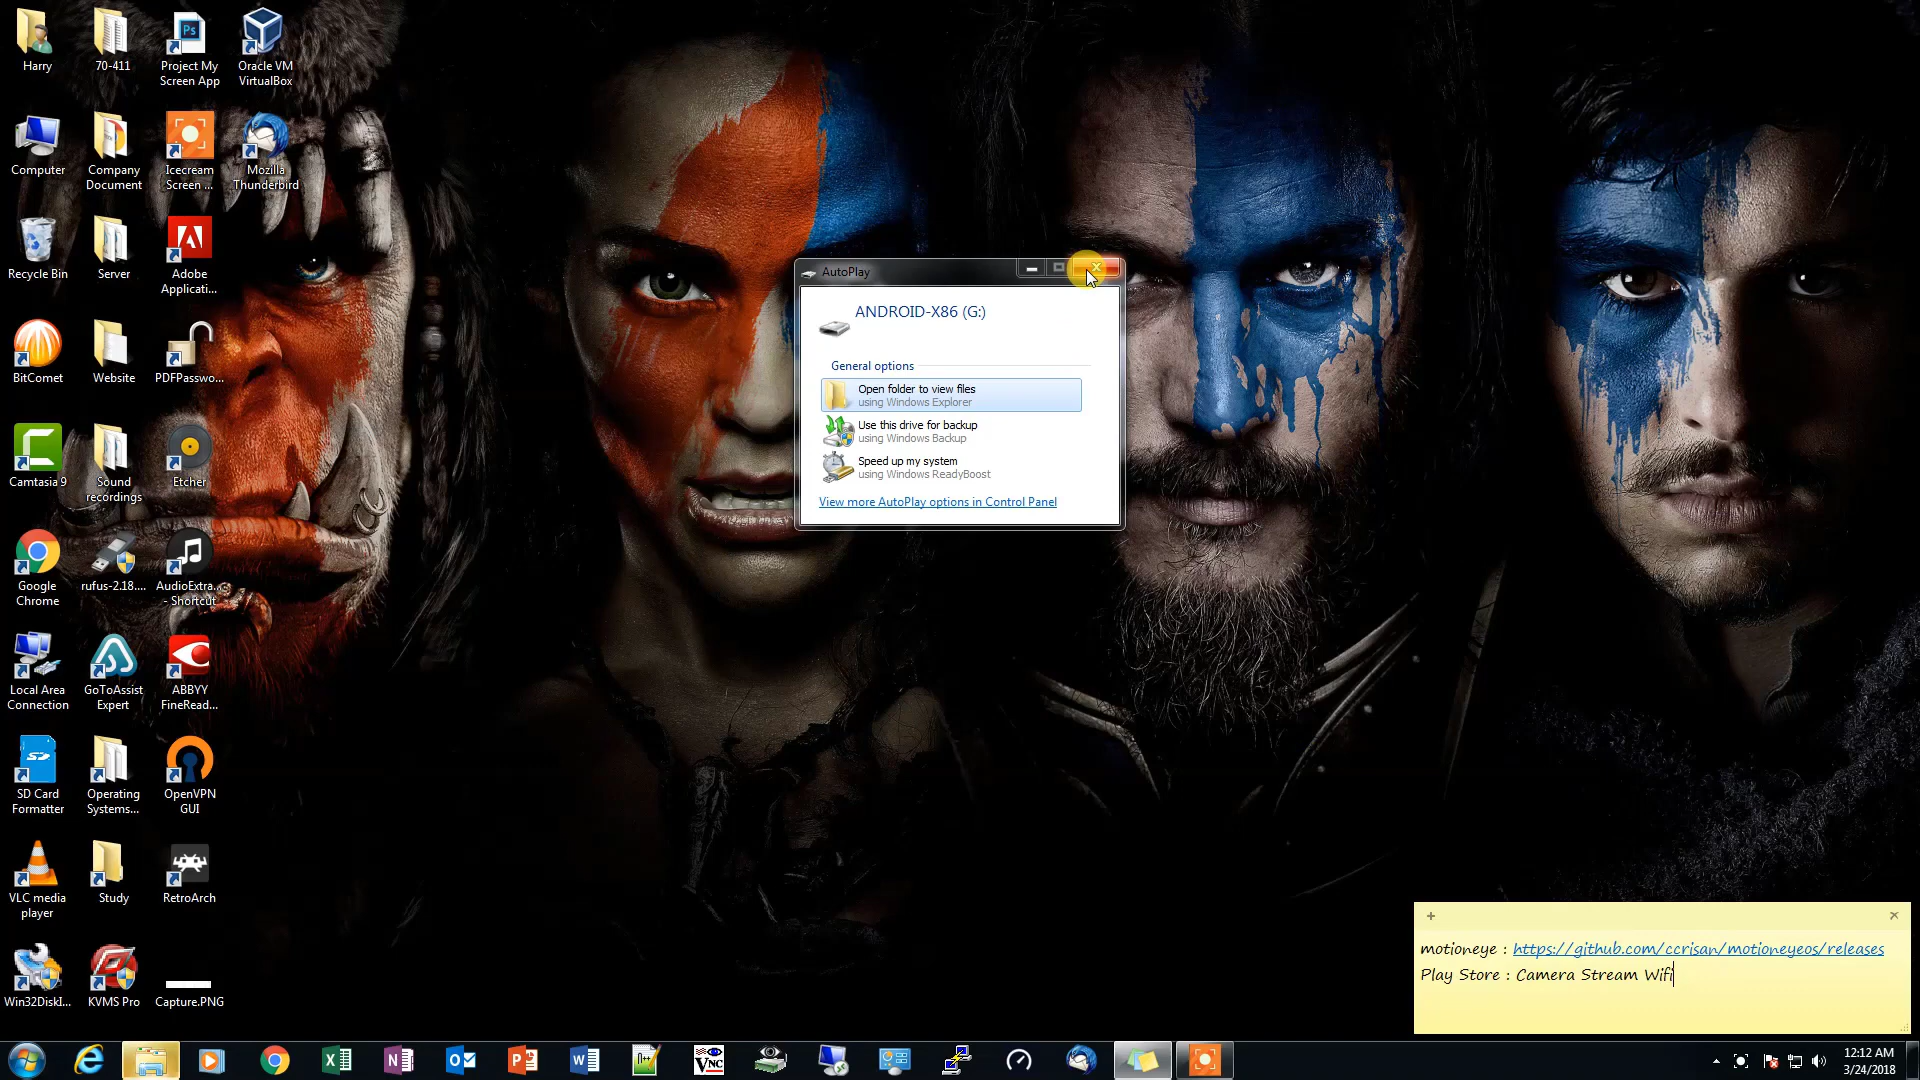 Harry
70-411
Project My
Screen App
Oracle VM
VirtualBox
Computer
Company
Document
Icecream
Screen ...
Mozilla
Thunderbird
Recycle Bin
Server
Adobe
Applicati...
BitComet
Website
PDFPasswo...
Camtasia 9
Sound
recordings
Etcher
Google
Chrome
rufus-2.18....
AudioExtra...
- Shortcut
Local Area
Connection
GoToAssist
Expert
ABBYY
FineRead...
SD Card
Formatter
Operating
Systems...
OpenVPN
GUI
VLC media
player
Study
RetroArch
Win32DiskI...
KVMS Pro
Capture.PNG
AutoPlay
ANDROID-X86 (G:)
General options
Open folder to view files
using Windows Explorer
Use this drive for backup
using Windows Backup
Speed up my system
using Windows ReadyBoost
View more AutoPlay options in Control Panel
motioneye : https://github.com/ccrisan/motioneyeos/releases
Play Store : Camera Stream Wifi
12:12 AM
3/24/2018